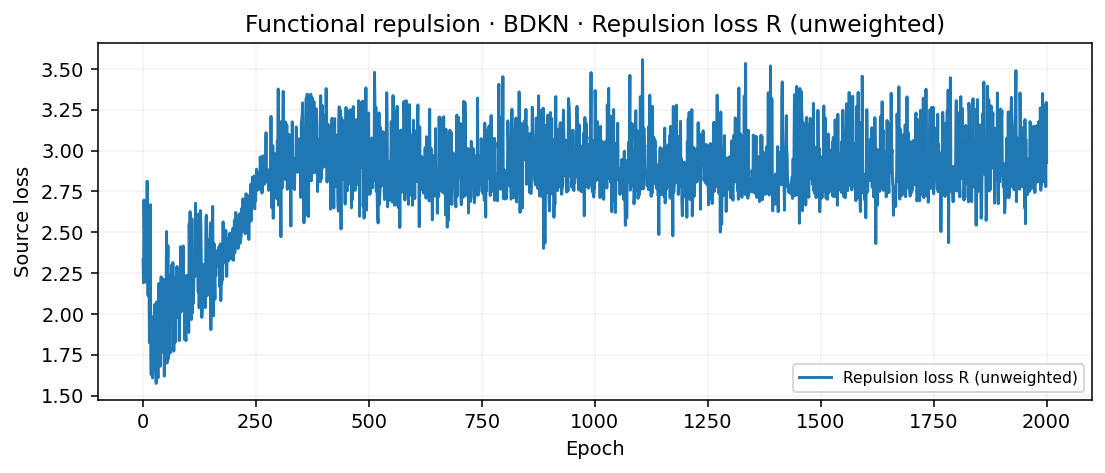 Functional repulsion · BDKN · Repulsion loss R (unweighted)
Source loss
3.50
3.25
3.00
2.75
2.50
2.25
2.00
1.75
1.50
Repulsion loss R (unweighted)
0 250 500 750 1000 1250 1500 1750 2000
Epoch